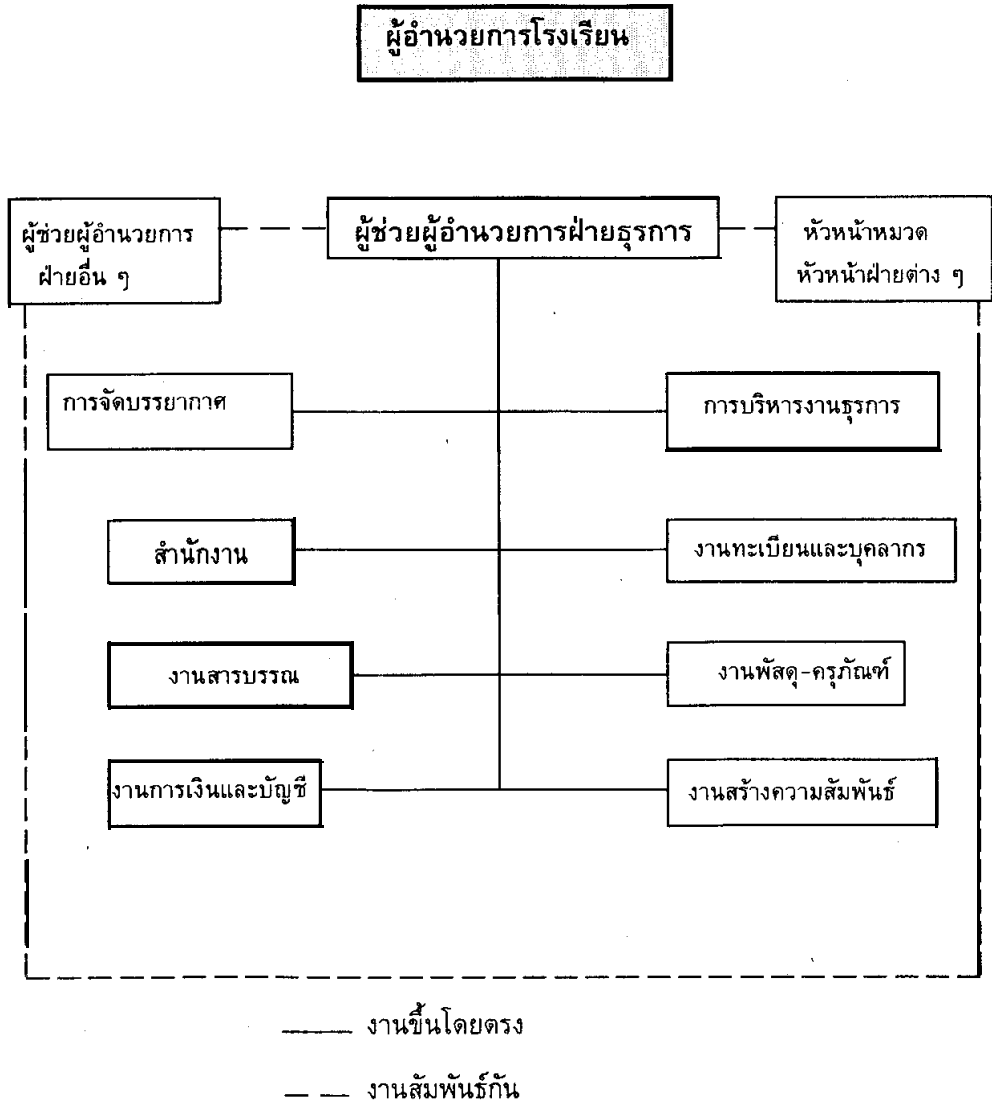 ผู้อำนวยการโรงเรียน
ผู้ช่วยผู้อำนวยการ
ฝ่ายอื่น ๆ
ผู้ช่วยผู้อำนวยการฝ่ายธุรการ
หัวหน้าหมวด
หัวหน้าฝ่ายต่าง ๆ
การจัดบรรยากาศ
การบริหารงานธุรการ
สำนักงาน
งานทะเบียนและบุคลากร
งานสารบรรณ
งานพัสดุ-ครุภัณฑ์
งานการเงินและบัญชี
งานสร้างความสัมพันธ์
งานขึ้นโดยตรง
งานสัมพันธ์กัน